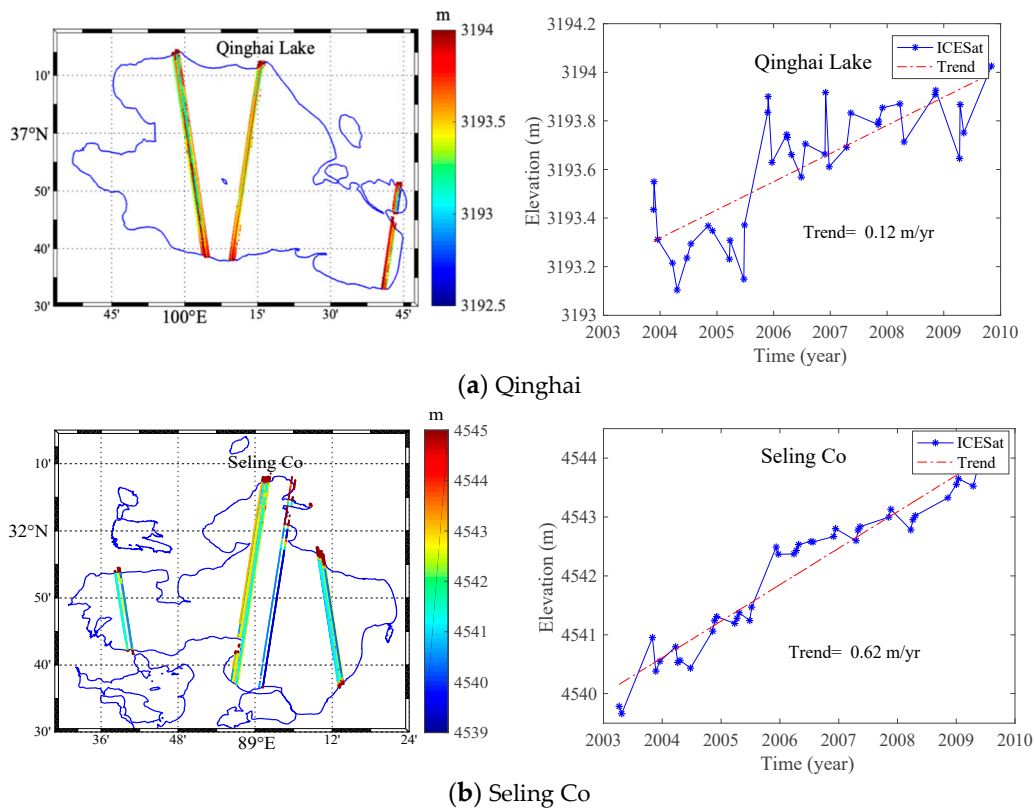 m
Qinghai Lake
10'
37°N
50'
40'
30'
45'
100°E
15'
30'
45'
3194
3193.5
3193
3192.5
3194.2
3194
3193.8
3193.6
3193.4
3193.2
3193
Elevation (m)
Qinghai Lake
ICESat
Trend
Trend= 0.12 m/yr
2003 2004 2005 2006 2007 2008 2009 2010
Time (year)
(a) Qinghai
m
Seling Co
10'
32°N
50'
40'
30'
36'
48'
89°E
12'
24'
4545
4544
4543
4542
4541
4540
4539
4544
4543
4542
4541
4540
Elevation (m)
Seling Co
ICESat
Trend
Trend= 0.62 m/yr
2003 2004 2005 2006 2007 2008 2009 2010
Time (year)
(b) Seling Co